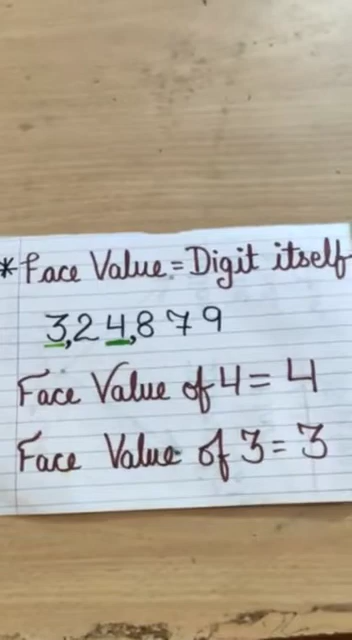 *Face Value = Digit itself
3,24,879
Face Value of 4 = 4
Face Value of 3 = 3